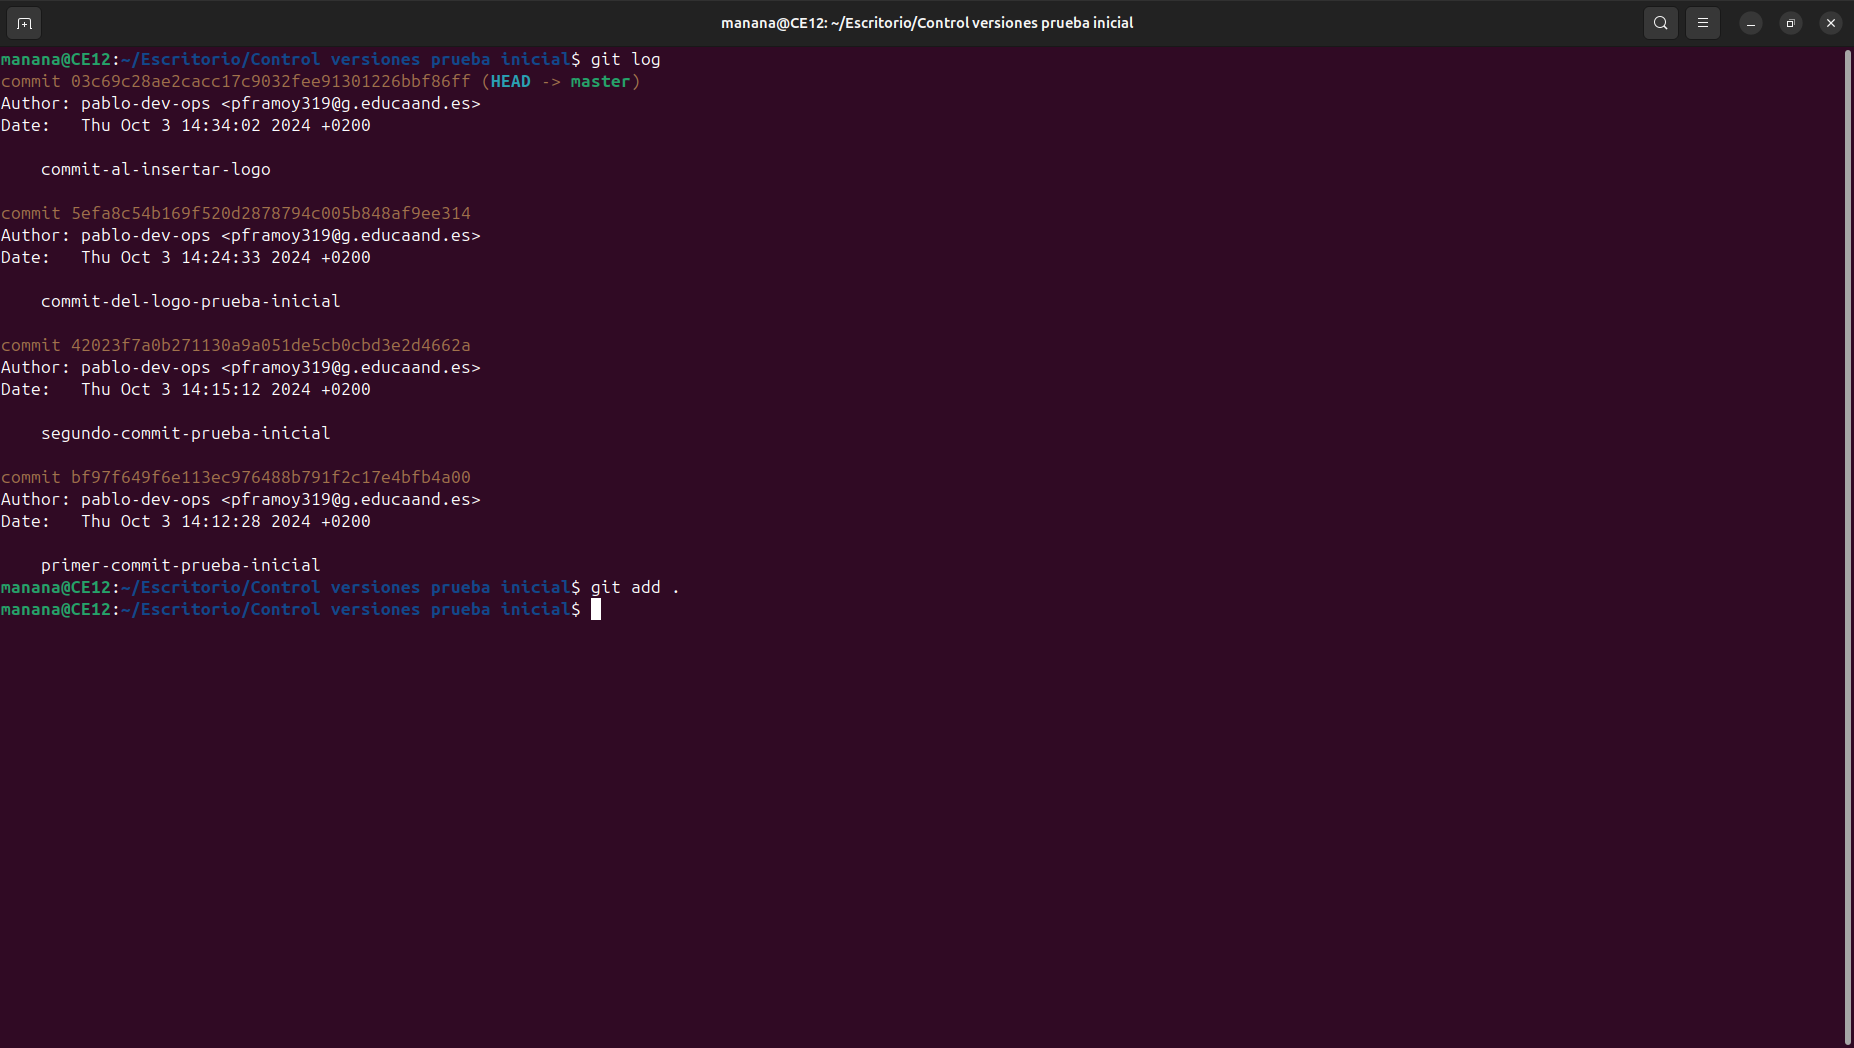 manana@CE12: ~/Escritorio/Control versiones prueba inicial
manana@CE12:~/Escritorio/Control versiones prueba inicial$ git log
commit 03c69c28ae2cacc17c9032fee91301226bbf86ff (HEAD -> master)
Author: pablo-dev-ops <pframoy319@g.educaand.es>
Date:   Thu Oct 3 14:34:02 2024 +0200
commit-al-insertar-logo
commit 5efa8c54b169f520d2878794c005b848af9ee314
Author: pablo-dev-ops <pframoy319@g.educaand.es>
Date:   Thu Oct 3 14:24:33 2024 +0200
commit-del-logo-prueba-inicial
commit 42023f7a0b271130a9a051de5cb0cbd3e2d4662a
Author: pablo-dev-ops <pframoy319@g.educaand.es>
Date:   Thu Oct 3 14:15:12 2024 +0200
segundo-commit-prueba-inicial
commit bf97f649f6e113ec976488b791f2c17e4bfb4a00
Author: pablo-dev-ops <pframoy319@g.educaand.es>
Date:   Thu Oct 3 14:12:28 2024 +0200
primer-commit-prueba-inicial
manana@CE12:~/Escritorio/Control versiones prueba inicial$ git add .
manana@CE12:~/Escritorio/Control versiones prueba inicial$